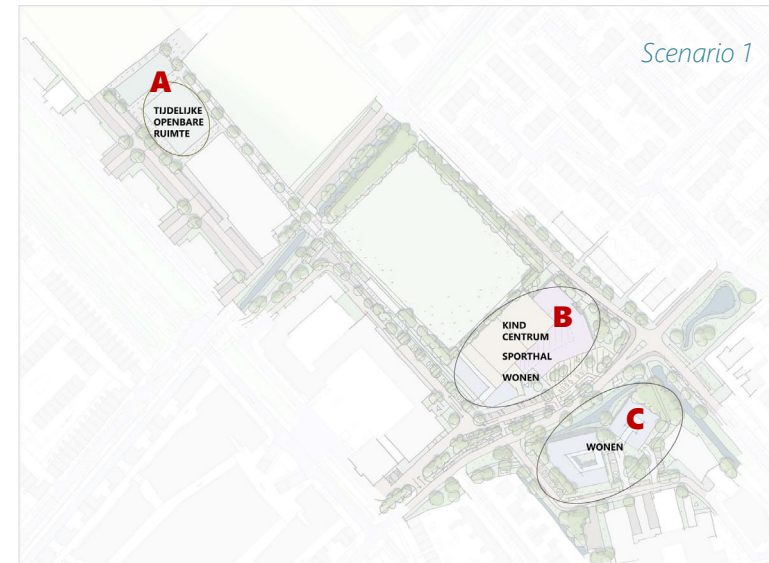 Scenario 1
A
TIJDELIJKE
OPENBARE
RUIMTE
B
KIND
CENTRUM
SPORTHAL
WONEN
C
WONEN